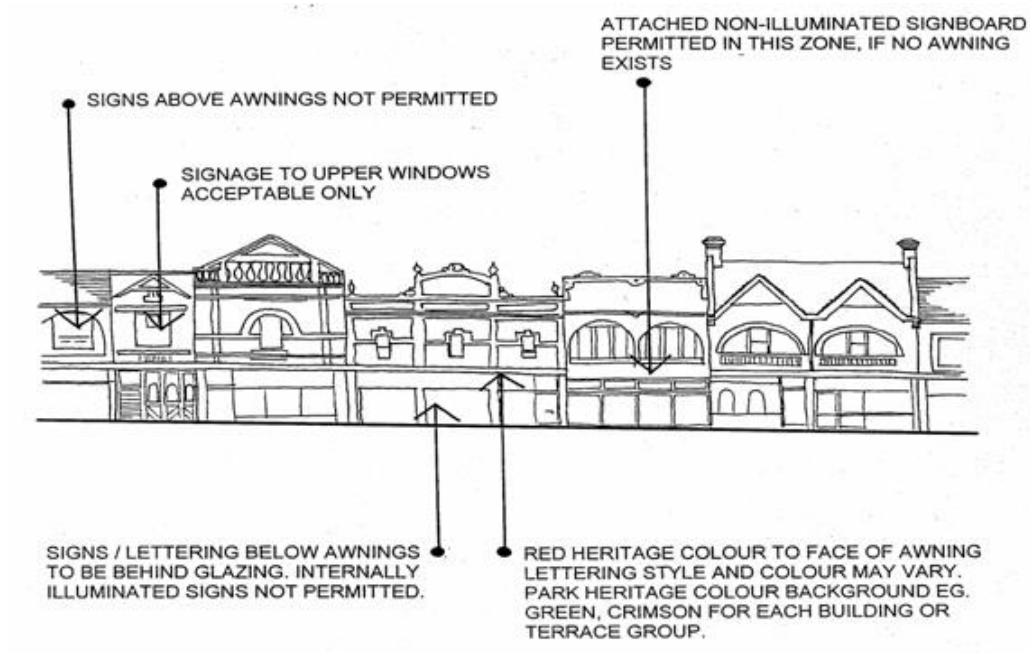 ATTACHED NON-ILLUMINATED SIGNBOARD
PERMITTED IN THIS ZONE, IF NO AWNING
EXISTS
SIGNS ABOVE AWNINGS NOT PERMITTED
SIGNAGE TO UPPER WINDOWS
ACCEPTABLE ONLY
SIGNS / LETTERING BELOW AWNINGS
TO BE BEHIND GLAZING. INTERNALLY
ILLUMINATED SIGNS NOT PERMITTED.
RED HERITAGE COLOUR TO FACE OF AWNING
LETTERING STYLE AND COLOUR MAY VARY.
PARK HERITAGE COLOUR BACKGROUND EG.
GREEN, CRIMSON FOR EACH BUILDING OR
TERRACE GROUP.